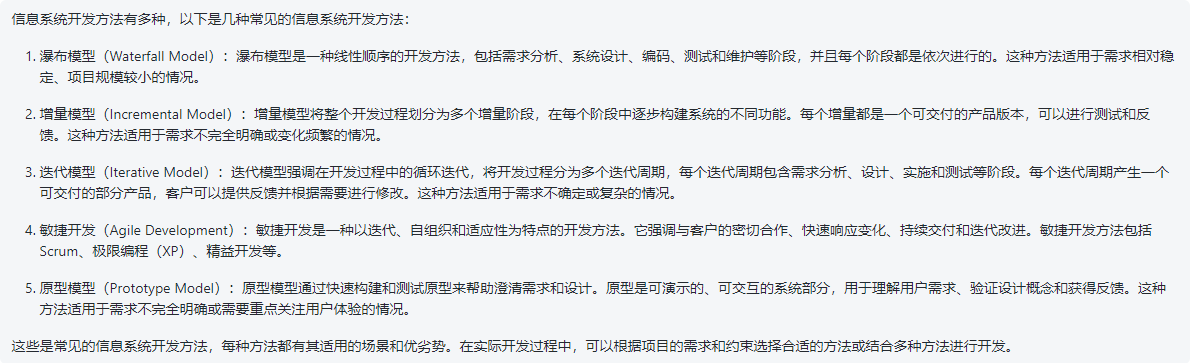 信息系统开发方法有多种，以下是几种常见的信息系统开发方法：
1. 瀑布模型（Waterfall Model）：瀑布模型是一种线性顺序的开发方法，包括需求分析、系统设计、编码、测试和维护等阶段，并且每个阶段都是依次进行的。这种方法适用于需求相对稳
定、项目规模较小的情况。
2. 增量模型（Incremental Model）：增量模型将整个开发过程划分为多个增量阶段，在每个阶段中逐步构建系统的不同功能。每个增量都是一个可交付的产品版本，可以进行测试和反
馈。这种方法适用于需求不完全明确或变化频繁的情况。
3. 迭代模型（Iterative Model）：迭代模型强调在开发过程中的循环迭代，将开发过程分为多个迭代周期，每个迭代周期包含需求分析、设计、实施和测试等阶段。每个迭代周期产生一个
可交付的部分产品，客户可以提供反馈并根据需要进行修改。这种方法适用于需求不确定或复杂的情况。
4. 敏捷开发（Agile Development）：敏捷开发是一种以迭代、自组织和适应性为特点的开发方法。它强调与客户的密切合作、快速响应变化、持续交付和迭代改进。敏捷开发方法包括
Scrum、极限编程（XP）、精益开发等。
5. 原型模型（Prototype Model）：原型模型通过快速构建和测试原型来帮助澄清需求和设计。原型是可演示的、可交互的系统部分，用于理解用户需求、验证设计概念和获得反馈。这种
方法适用于需求不完全明确或需要重点关注用户体验的情况。
这些是常见的信息系统开发方法，每种方法都有其适用的场景和优劣势。在实际开发过程中，可以根据项目的需求和约束选择合适的方法或结合多种方法进行开发。